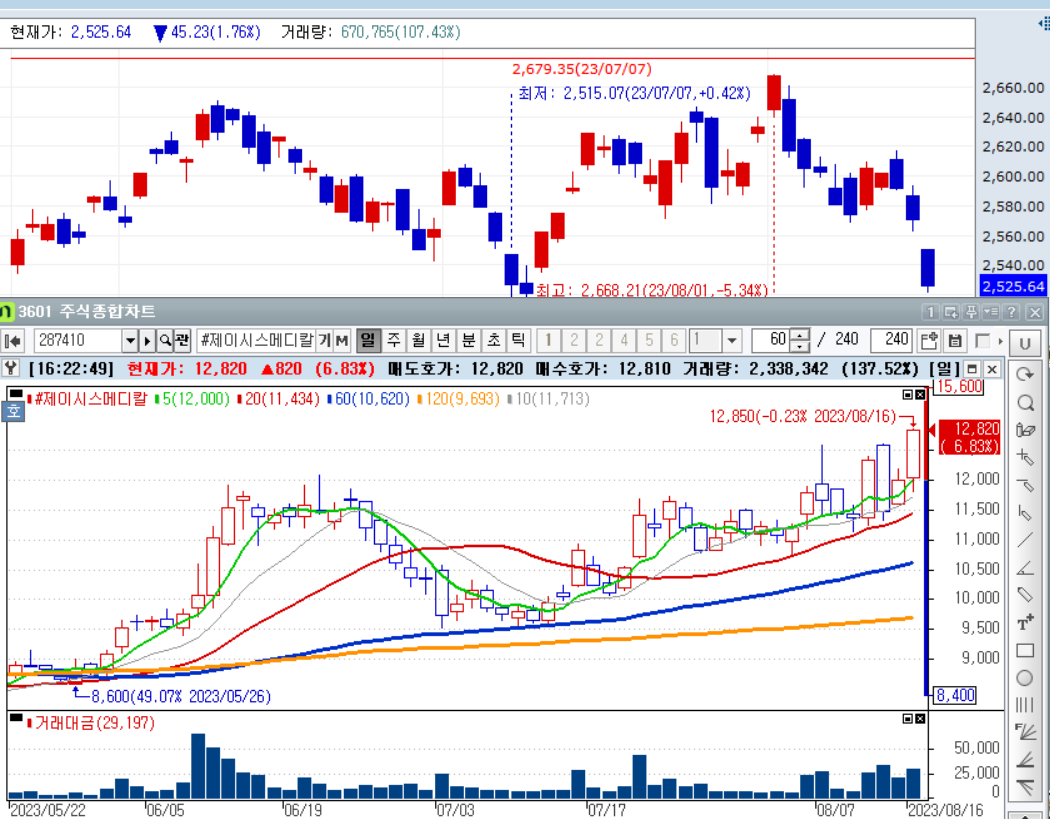 현재가: 2,525.64 ▼45.23(1.76%) 거래량: 670,765(107.43%)
2,679.35(23/07/07)
최저: 2,515.07(23/07/07,+0.42%)
2,660.00
2,640.00
2,620.00
2,600.00
2,580.00
2,560.00
2,540.00
2,525.64
최고: 2,668.21(23/08/01,-5.34%)
3601 주식종합차트
287410 관 #제이시스메디칼 기 M 일 주 월 년 분 초 틱 1 2 2 4 5 6 1 60 / 240 240 U
[16:22:49] 현재가: 12,820 ▲820 (6.83%) 매도호가: 12,820 매수호가: 12,810 거래량: 2,338,342 (137.52%) [일]
#제이시스메디칼 5(12,000) 20(11,434) 60(10,620) 120(9,693) 10(11,713)
호
15,600
12,850(-0.23% 2023/08/16)
12,820
( 6.83%)
12,000
11,500
11,000
10,500
10,000
9,500
9,000
8,600(49.07% 2023/05/26)
8,400
거래대금(29,197)
50,000
25,000
0
2023/05/22 06/05 06/19 07/03 07/17 08/07 2023/08/16